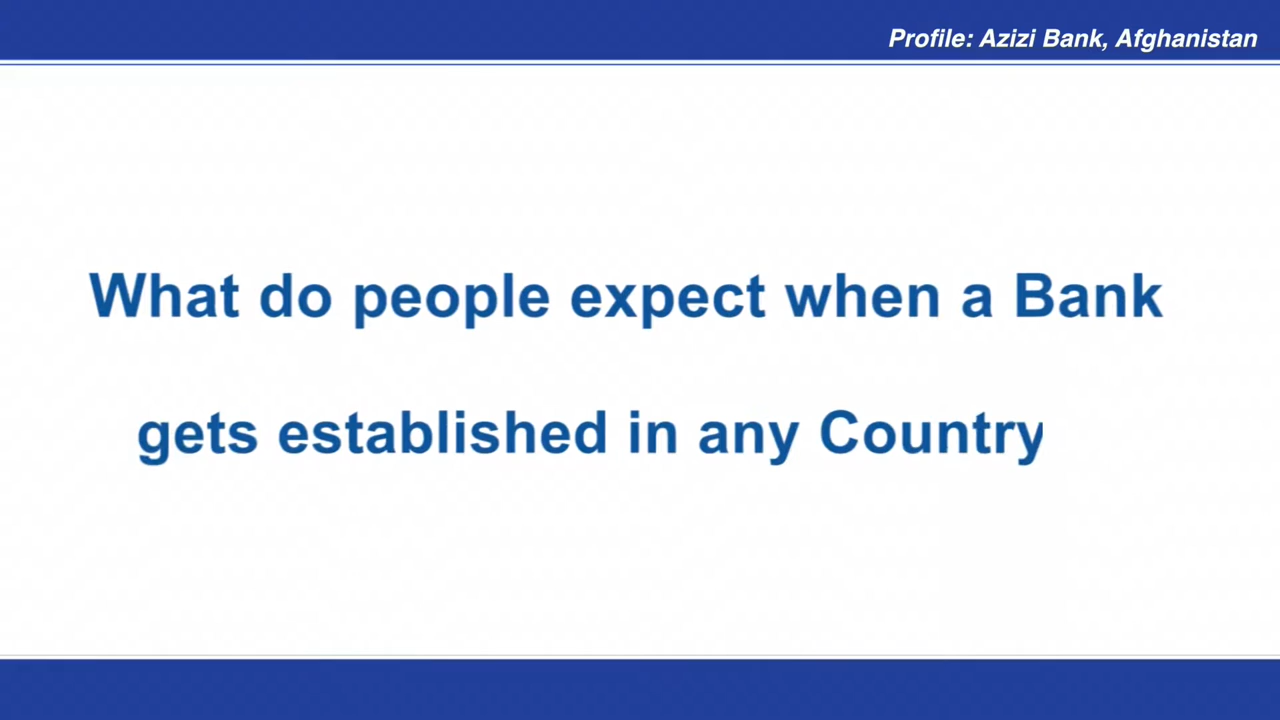 Profile: Azizi Bank, Afghanistan
What do people expect when a Bank
gets established in any Country